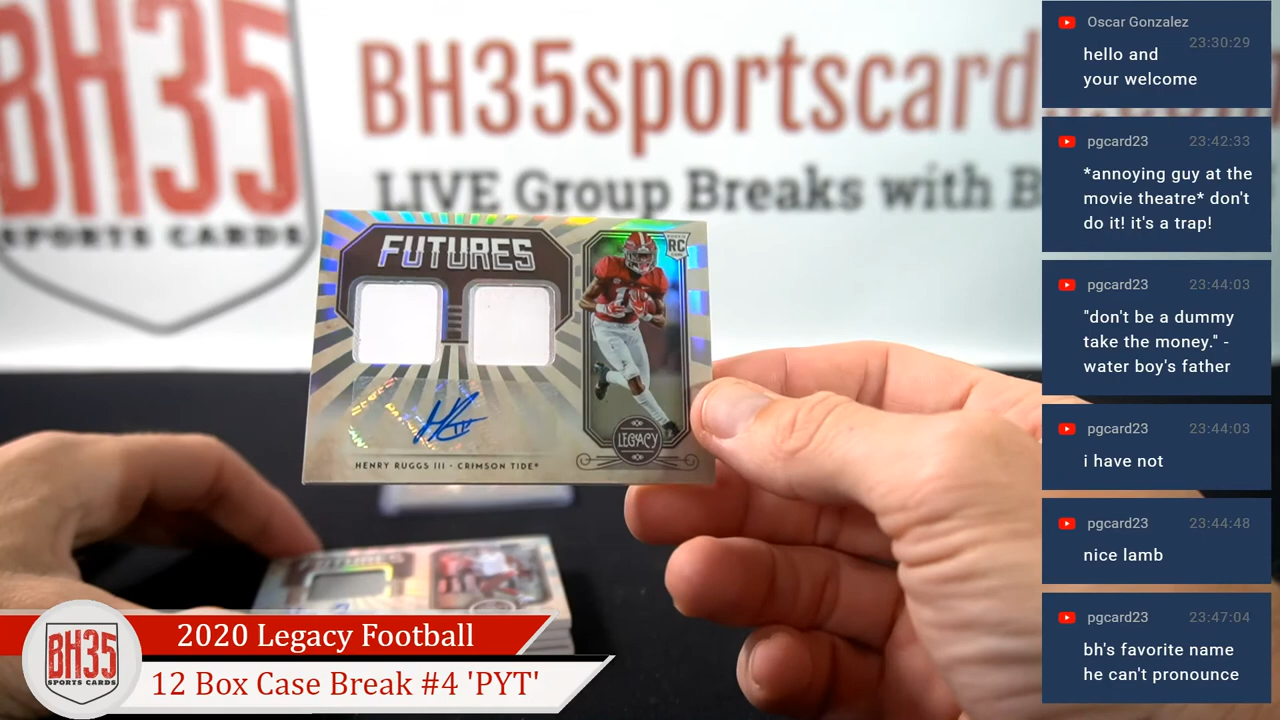 BH35
SPORTS CARDS
BH35sportscard
LIVE Group Breaks with B
FUTURES
RC
LEGACY
HENRY RUGGS III · CRIMSON TIDE®
FUTURES
BH35
SPORTS CARDS
2020 Legacy Football
12 Box Case Break #4 'PYT'
Oscar Gonzalez
23:30:29
hello and
your welcome
pgcard23 23:42:33
*annoying guy at the
movie theatre* don't
do it! it's a trap!
pgcard23 23:44:03
"don't be a dummy
take the money." -
water boy's father
pgcard23 23:44:03
i have not
pgcard23 23:44:48
nice lamb
pgcard23 23:47:04
bh's favorite name
he can't pronounce